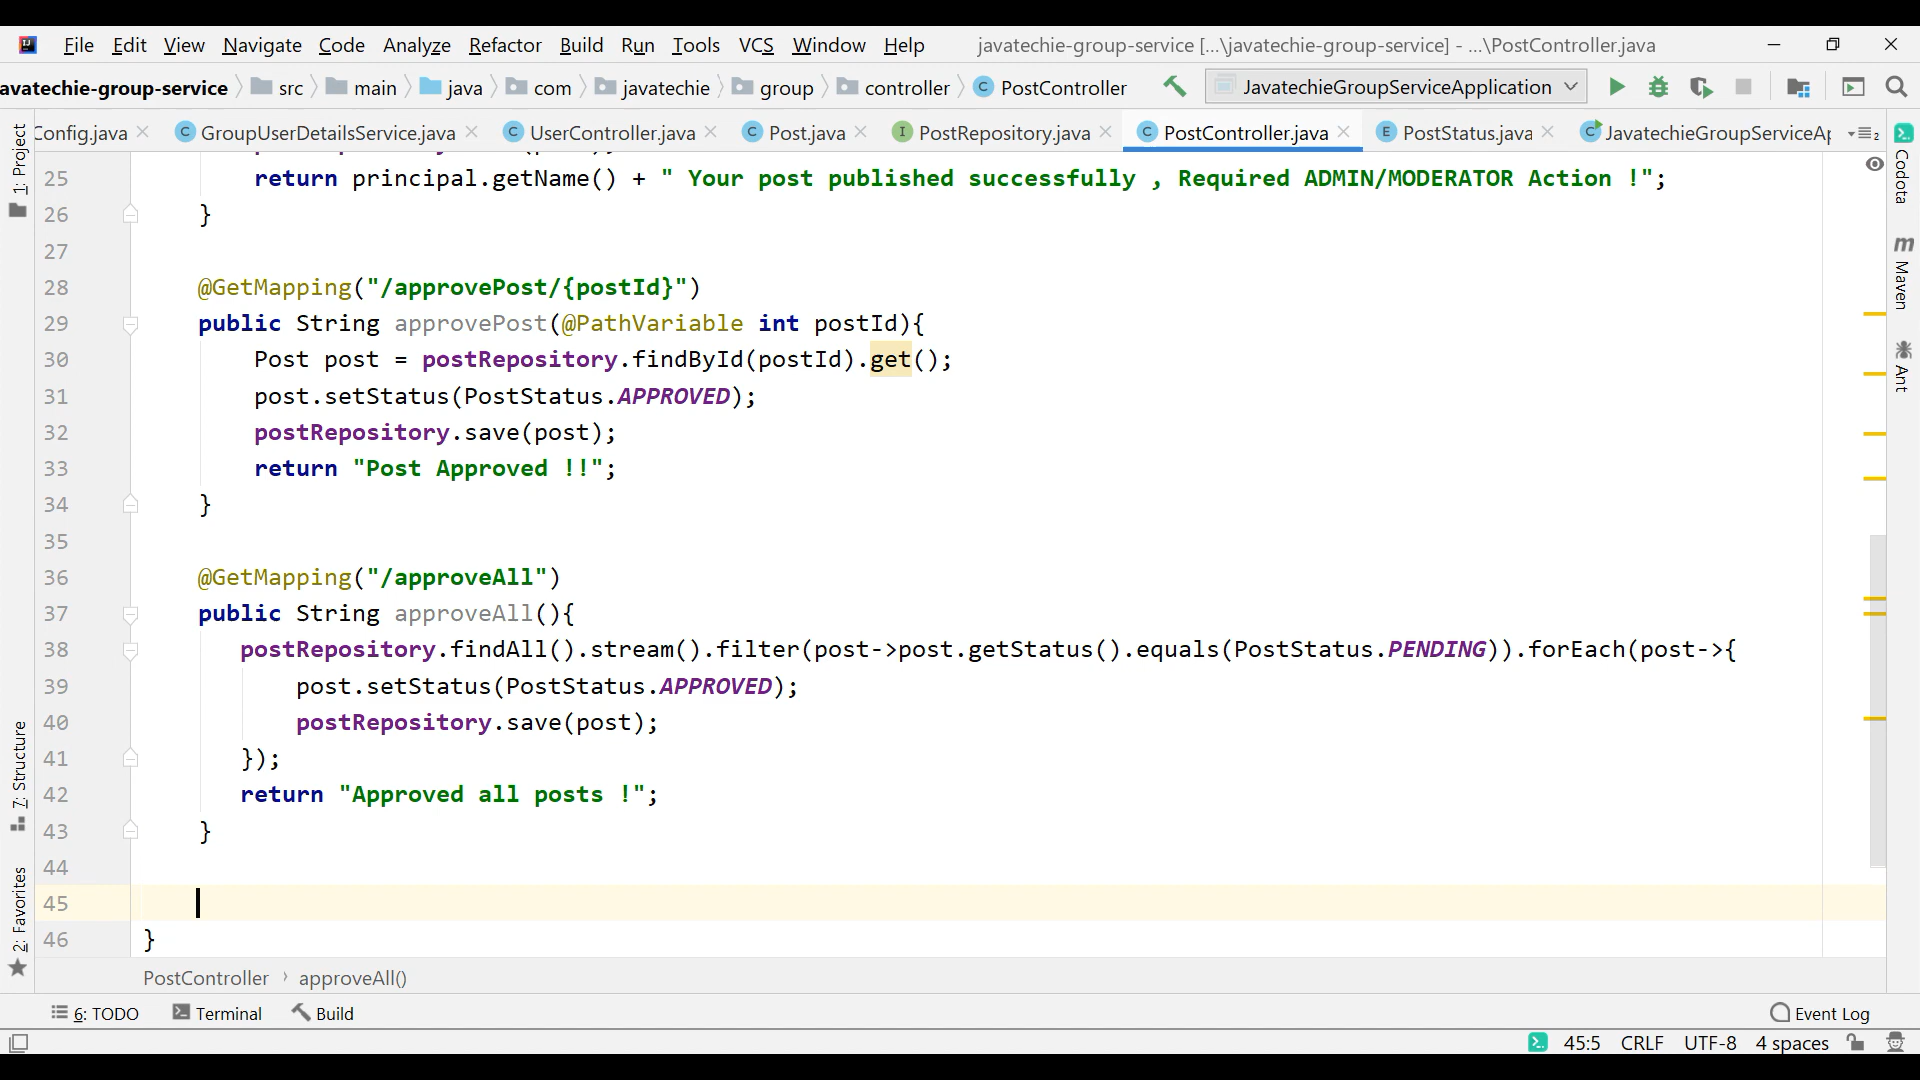 File Edit View Navigate Code Analyze Refactor Build Run Tools VCS Window Help javatechie-group-service [...\javatechie-group-service] - ...\PostController.java
avatechie-group-service src main java com javatechie group controller PostController JavatechieGroupServiceApplication
Config.java GroupUserDetailsService.java UserController.java Post.java PostRepository.java PostController.java PostStatus.java JavatechieGroupServiceAp
25 return principal.getName() + " Your post published successfully , Required ADMIN/MODERATOR Action !";
26 }
27
28 @GetMapping("/approvePost/{postId}")
29 public String approvePost(@PathVariable int postId){
30 Post post = postRepository.findById(postId).get();
31 post.setStatus(PostStatus.APPROVED);
32 postRepository.save(post);
33 return "Post Approved !!";
34 }
35
36 @GetMapping("/approveAll")
37 public String approveAll(){
38 postRepository.findAll().stream().filter(post->post.getStatus().equals(PostStatus.PENDING)).forEach(post->{
39 post.setStatus(PostStatus.APPROVED);
40 postRepository.save(post);
41 });
42 return "Approved all posts !";
43 }
44
45
46 }
PostController › approveAll()
1: Project
7: Structure
2: Favorites
Codota
Maven
Ant
6: TODO Terminal Build Event Log
45:5 CRLF UTF-8 4 spaces